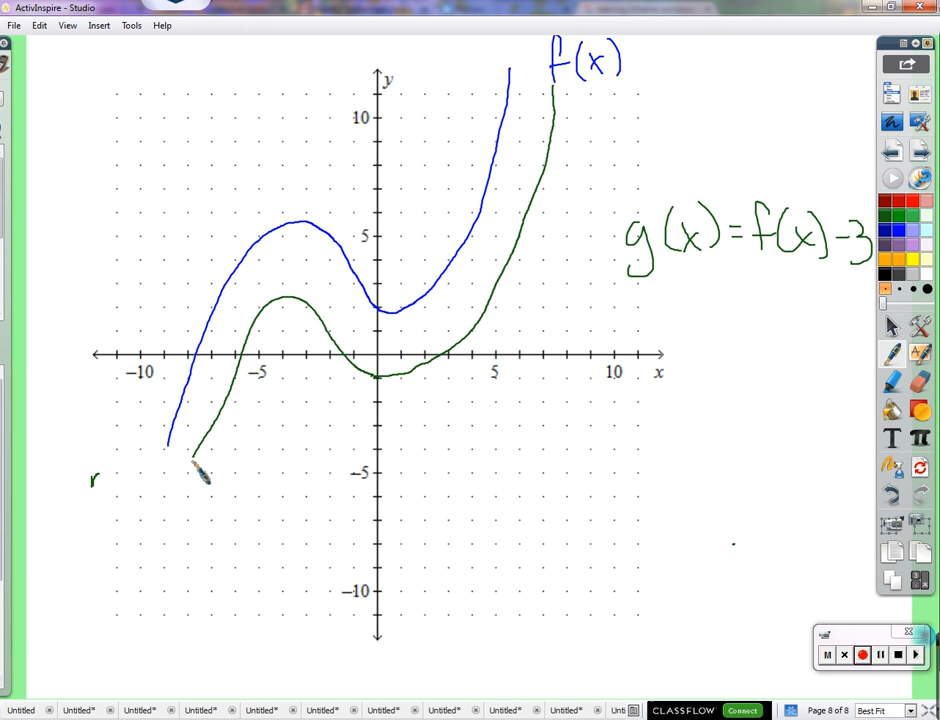 ActivInspire - Studio
File Edit View Insert Tools Help
f(x)
y
10
5
-10 -5 5 10 x
-5
-10
g(x) = f(x) - 3
r
M
Untitled Untitled* Untitled* Untitled* Untitled* Untitled* Untitled* Untitled* Untitled* Untitled* Unti CLASSFLOW Connect Page 8 of 8 Best Fit